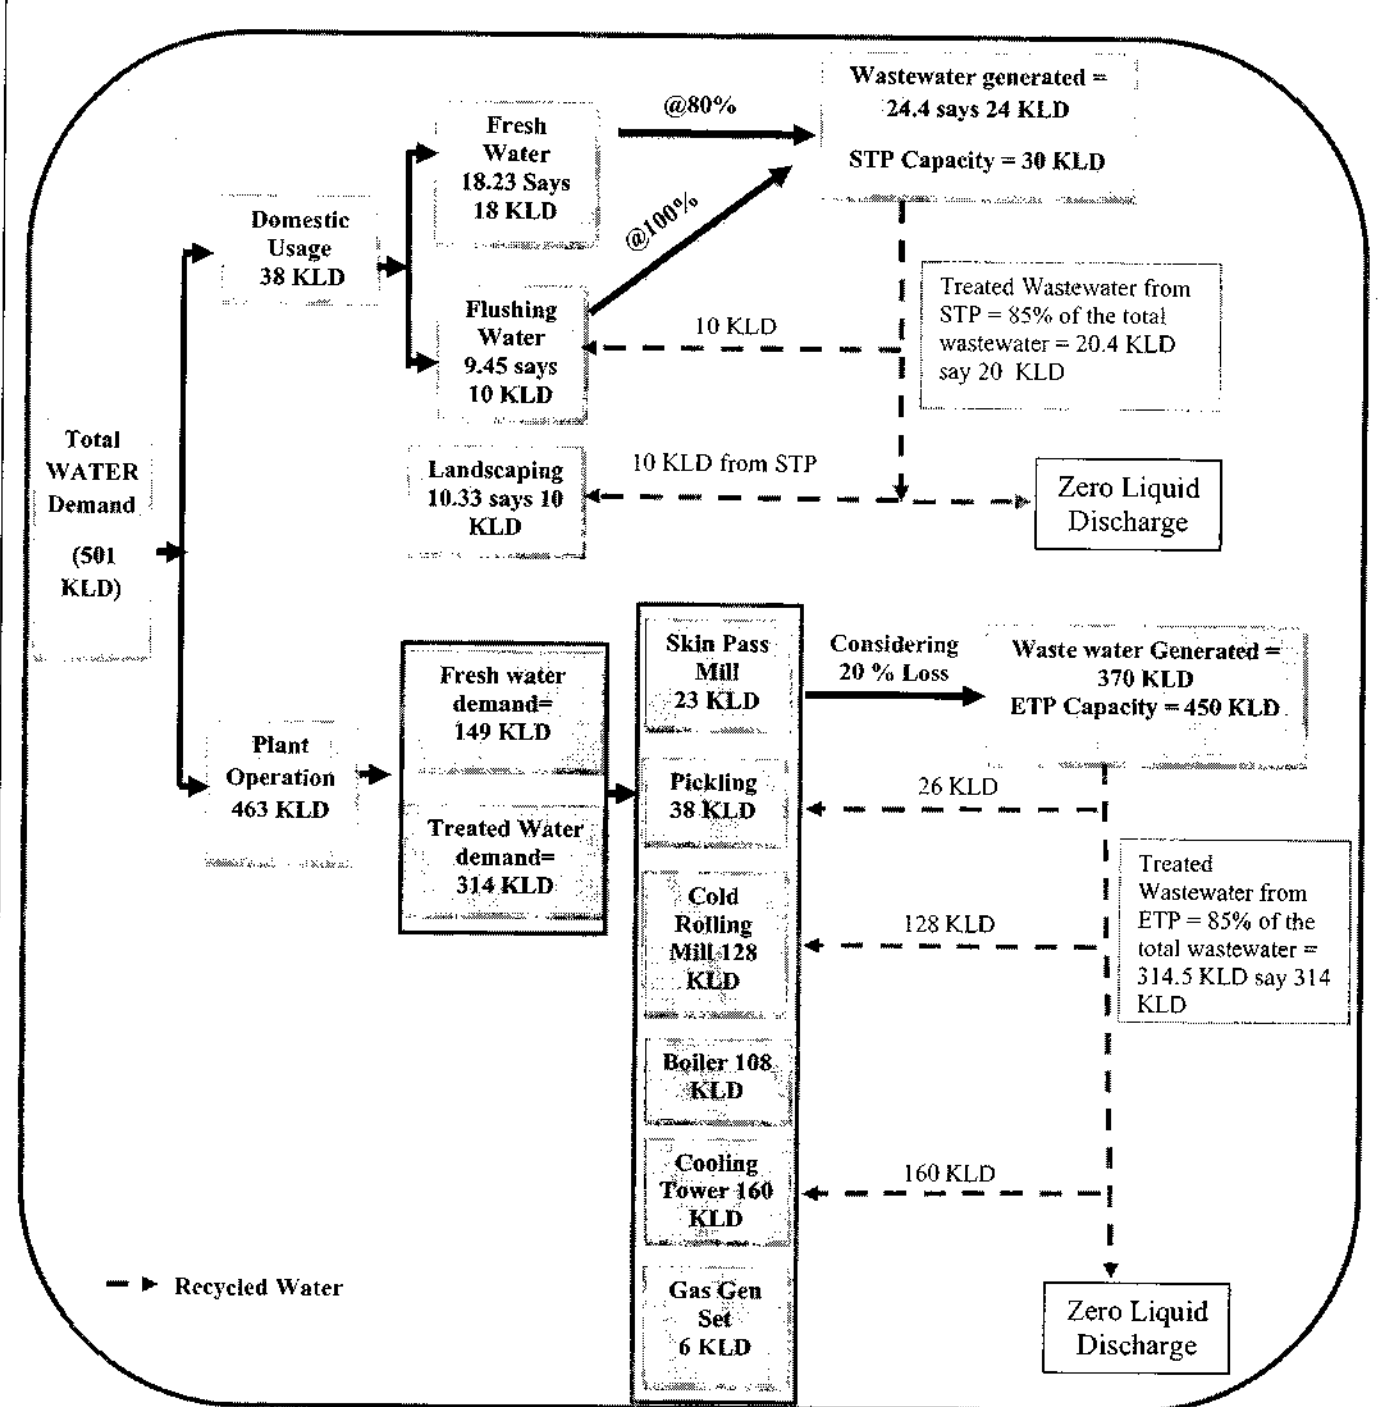 Wastewater generated =
24.4 says 24 KLD
STP Capacity = 30 KLD
@80%
Fresh
Water
18.23 Says
18 KLD
@100%
Domestic
Usage
38 KLD
Flushing
Water
9.45 says
10 KLD
10 KLD
Treated Wastewater from
STP = 85% of the total
wastewater = 20.4 KLD
say 20 KLD
Total
WATER
Demand
(501
KLD)
Landscaping
10.33 says 10
KLD
10 KLD from STP
Zero Liquid
Discharge
Plant
Operation
463 KLD
Fresh water
demand=
149 KLD
Treated Water
demand=
314 KLD
Skin Pass
Mill
23 KLD
Considering
20 % Loss
Waste water Generated =
370 KLD
ETP Capacity = 450 KLD
Pickling
38 KLD
26 KLD
Cold
Rolling
Mill 128
KLD
128 KLD
Treated
Wastewater from
ETP = 85% of the
total wastewater =
314.5 KLD say 314
KLD
Boiler 108
KLD
Cooling
Tower 160
KLD
160 KLD
Gas Gen
Set
6 KLD
Zero Liquid
Discharge
Recycled Water